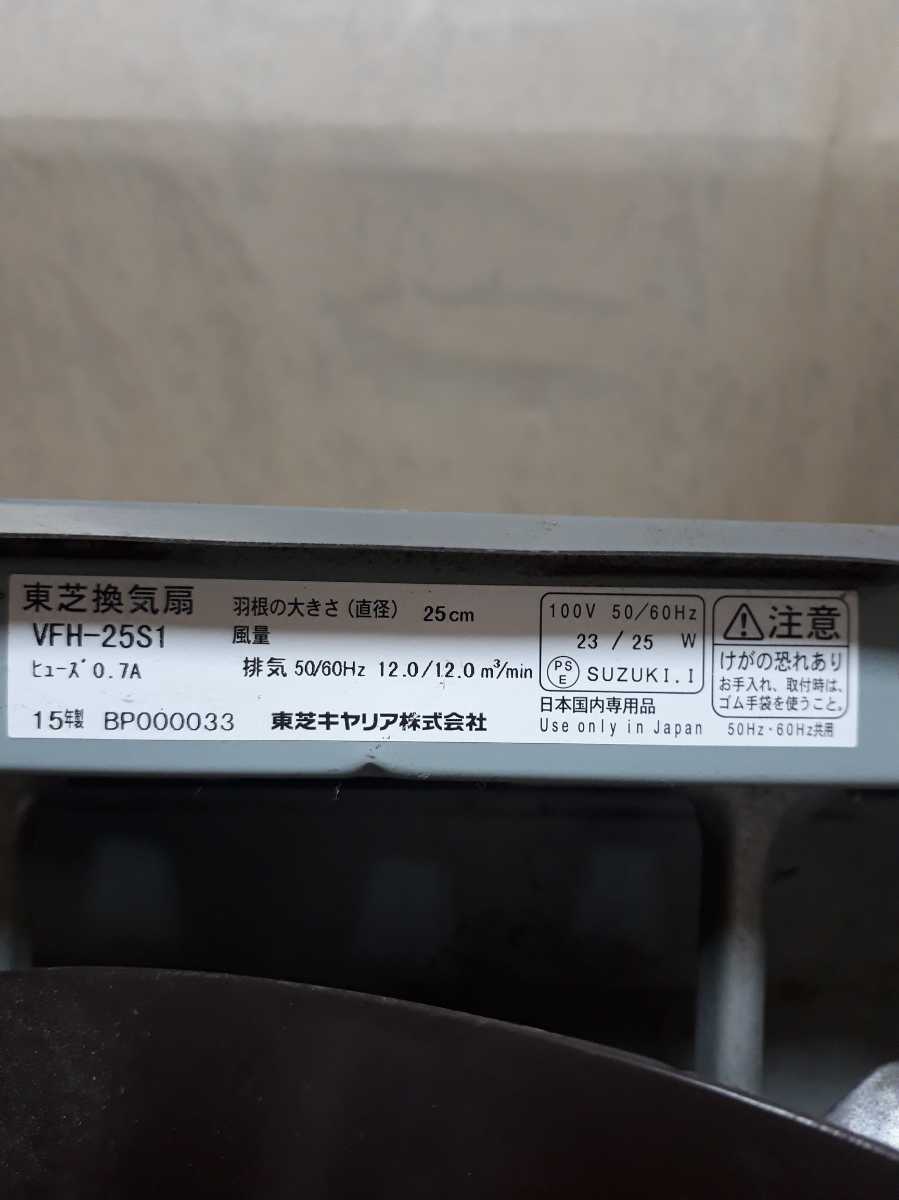 東芝換気扇
VFH-25S1
ﾋｭｰｽﾞ 0.7A
15年製 BP000033
羽根の大きさ (直径) 25cm
風量
排気 50/60Hz 12.0/12.0 m³/min
東芝キヤリア株式会社
100V 50/60Hz
23 / 25 W
PSE SUZUKI.I
日本国内専用品
Use only in Japan
注意
けがの恐れあり
お手入れ、取付時は、
ゴム手袋を使うこと。
50Hz・60Hz共用